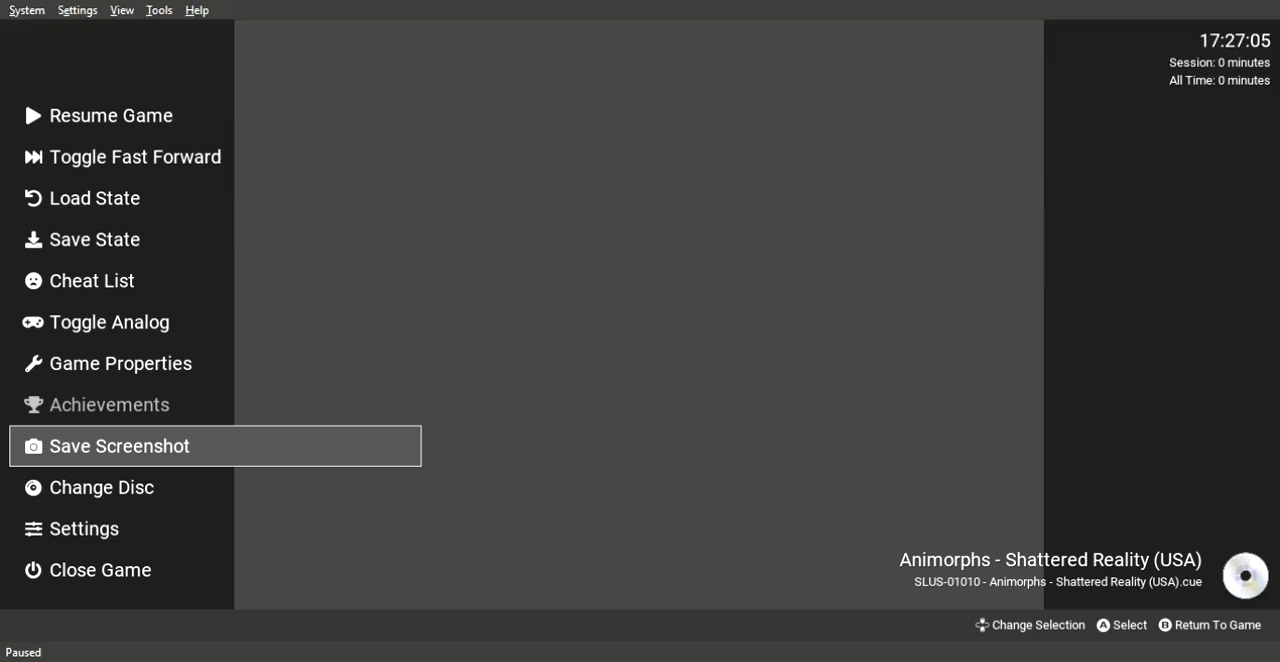 System Settings View Tools Help
17:27:05
Session: 0 minutes
All Time: 0 minutes
Resume Game
Toggle Fast Forward
Load State
Save State
Cheat List
Toggle Analog
Game Properties
Achievements
Save Screenshot
Change Disc
Settings
Close Game
Animorphs - Shattered Reality (USA)
SLUS-01010 - Animorphs - Shattered Reality (USA).cue
Change Selection A Select B Return To Game
Paused